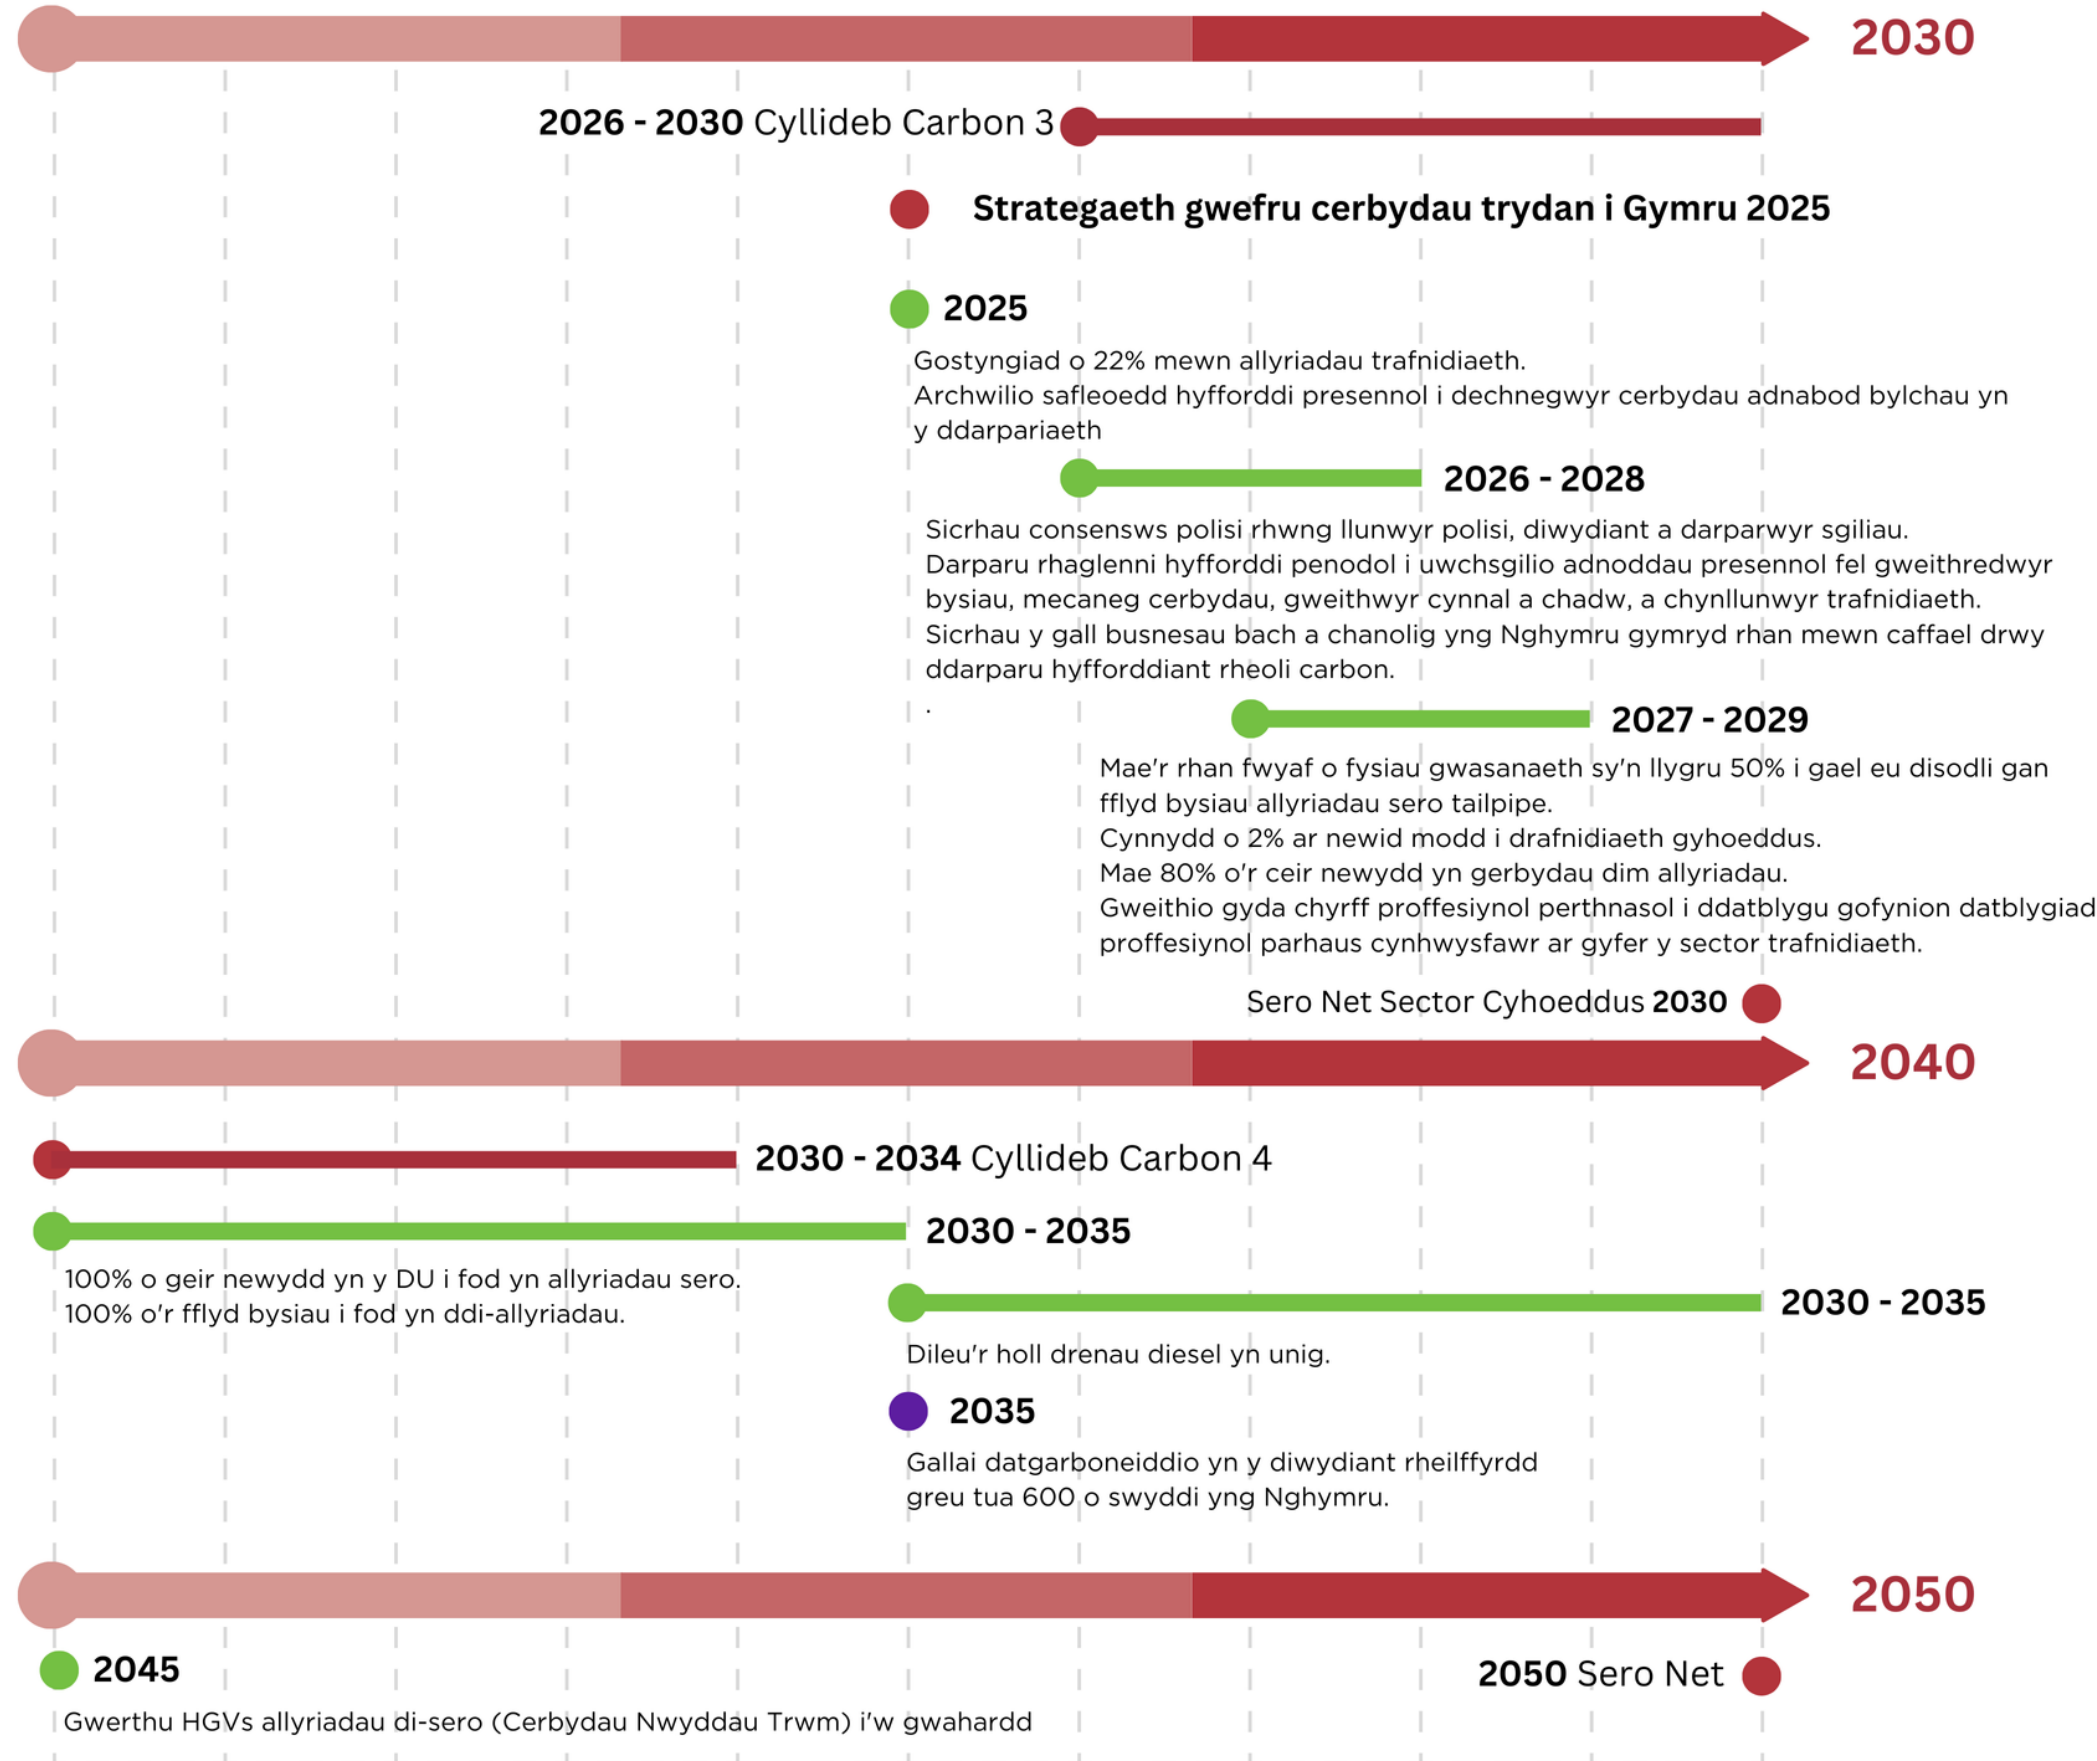 2030
2026 - 2030 Cyllideb Carbon 3
Strategaeth gwefru cerbydau trydan i Gymru 2025
2025
Gostyngiad o 22% mewn allyriadau trafnidiaeth.
Archwilio safleoedd hyfforddi presennol i dechnegwyr cerbydau adnabod bylchau yn
y ddarpariaeth
2026 - 2028
Sicrhau consensws polisi rhwng llunwyr polisi, diwydiant a darparwyr sgiliau.
Darparu rhaglenni hyfforddi penodol i uwchsgilio adnoddau presennol fel gweithredwyr
bysiau, mecaneg cerbydau, gweithwyr cynnal a chadw, a chynllunwyr trafnidiaeth.
Sicrhau y gall busnesau bach a chanolig yng Nghymru gymryd rhan mewn caffael drwy
ddarparu hyfforddiant rheoli carbon.
.
2027 - 2029
Mae'r rhan fwyaf o fysiau gwasanaeth sy'n llygru 50% i gael eu disodli gan
fflyd bysiau allyriadau sero tailpipe.
Cynnydd o 2% ar newid modd i drafnidiaeth gyhoeddus.
Mae 80% o'r ceir newydd yn gerbydau dim allyriadau.
Gweithio gyda chyrff proffesiynol perthnasol i ddatblygu gofynion datblygiad
proffesiynol parhaus cynhwysfawr ar gyfer y sector trafnidiaeth.
Sero Net Sector Cyhoeddus 2030
2040
2030 - 2034 Cyllideb Carbon 4
2030 - 2035
100% o geir newydd yn y DU i fod yn allyriadau sero.
100% o'r fflyd bysiau i fod yn ddi-allyriadau.
2030 - 2035
Dileu'r holl drenau diesel yn unig.
2035
Gallai datgarboneiddio yn y diwydiant rheilffyrdd
greu tua 600 o swyddi yng Nghymru.
2050
2045
2050 Sero Net
Gwerthu HGVs allyriadau di-sero (Cerbydau Nwyddau Trwm) i'w gwahardd